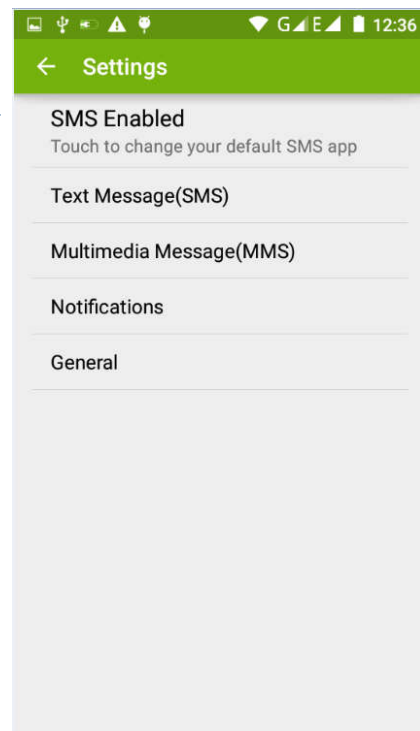 G E 12:36
Settings
SMS Enabled
Touch to change your default SMS app
Text Message(SMS)
Multimedia Message(MMS)
Notifications
General